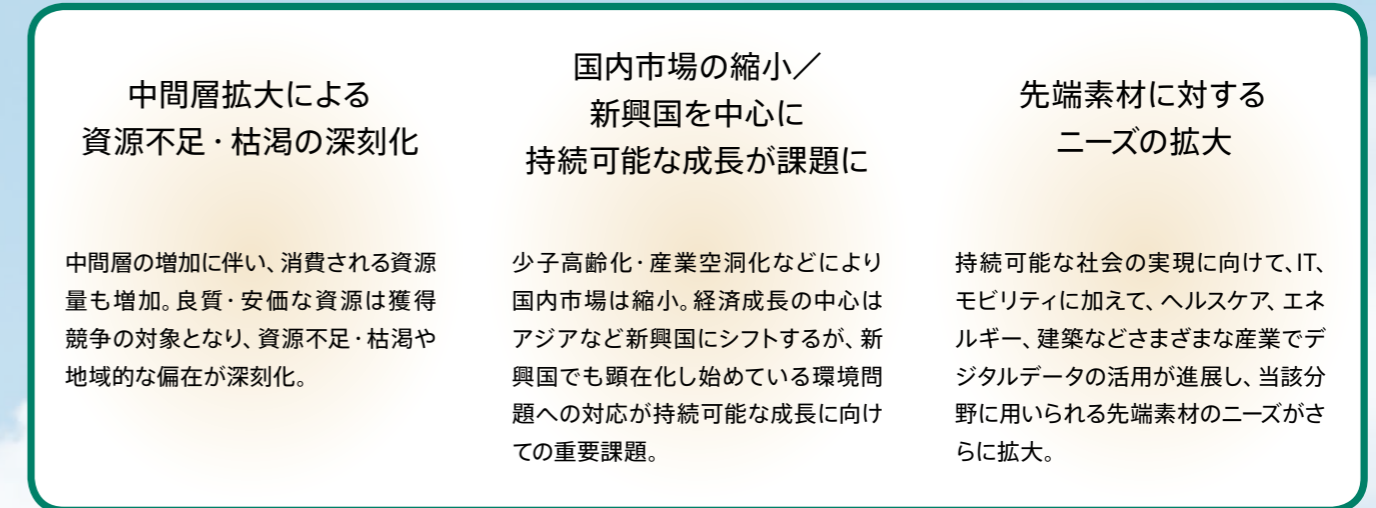 中間層拡大による
資源不足・枯渇の深刻化
中間層の増加に伴い、消費される資源
量も増加。良質・安価な資源は獲得
競争の対象となり、資源不足・枯渇や
地域的な偏在が深刻化。
国内市場の縮小／
新興国を中心に
持続可能な成長が課題に
少子高齢化・産業空洞化などにより
国内市場は縮小。経済成長の中心は
アジアなど新興国にシフトするが、新
興国でも顕在化し始めている環境問
題への対応が持続可能な成長に向け
ての重要課題。
先端素材に対する
ニーズの拡大
持続可能な社会の実現に向けて、IT、
モビリティに加えて、ヘルスケア、エネ
ルギー、建築などさまざまな産業でデ
ジタルデータの活用が進展し、当該分
野に用いられる先端素材のニーズがさ
らに拡大。